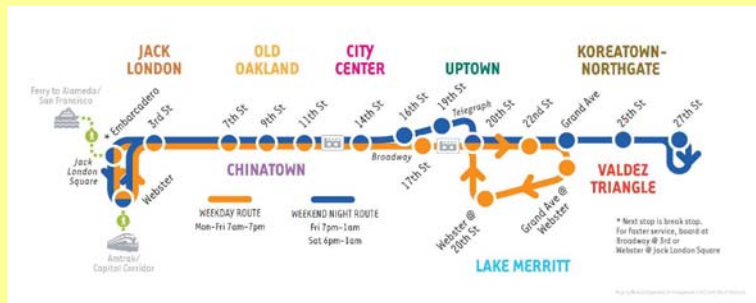 JACK
LONDON
OLD
OAKLAND
CITY
CENTER
UPTOWN
KOREATOWN-
NORTHGATE
Ferry to Alameda/
San Francisco
* Embarcadero
3rd St
7th St
9th St
11th St
14th St
16th St
19th St
Telegraph
20th St
22nd St
Grand Ave
25th St
27th St
Jack
London
Square
Webster
CHINATOWN
Broadway
17th St
VALDEZ
TRIANGLE
WEEKDAY ROUTE
Mon-Fri 7am-7pm
WEEKEND NIGHT ROUTE
Fri 7pm-1am
Sat 6pm-1am
Webster @
20th St
Grand Ave @
Webster
* Next stop is break stop.
For faster service, board at
Broadway @ 3rd or
Webster @ Jack London Square
Amtrak/
Capitol Corridor
LAKE MERRITT